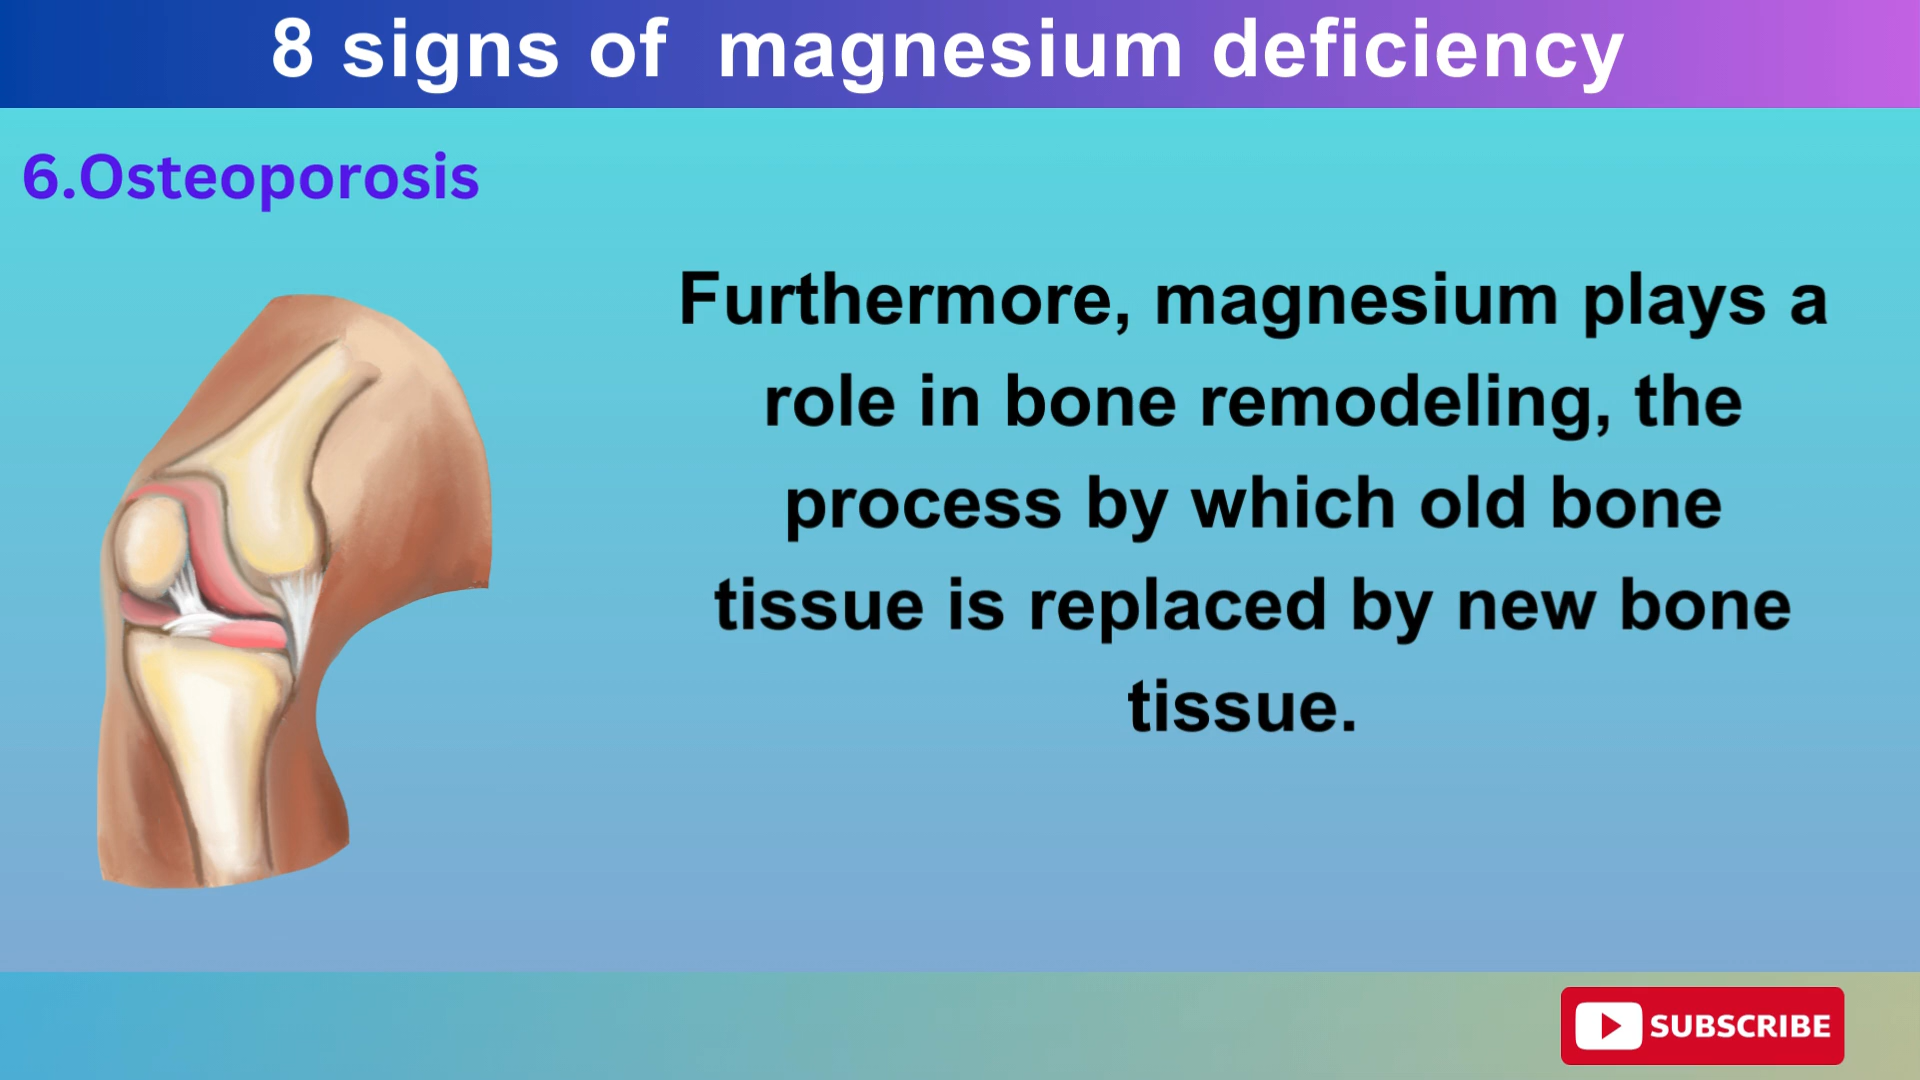 8 signs of  magnesium deficiency
6.Osteoporosis
Furthermore, magnesium plays a
role in bone remodeling, the
process by which old bone
tissue is replaced by new bone
tissue.
SUBSCRIBE